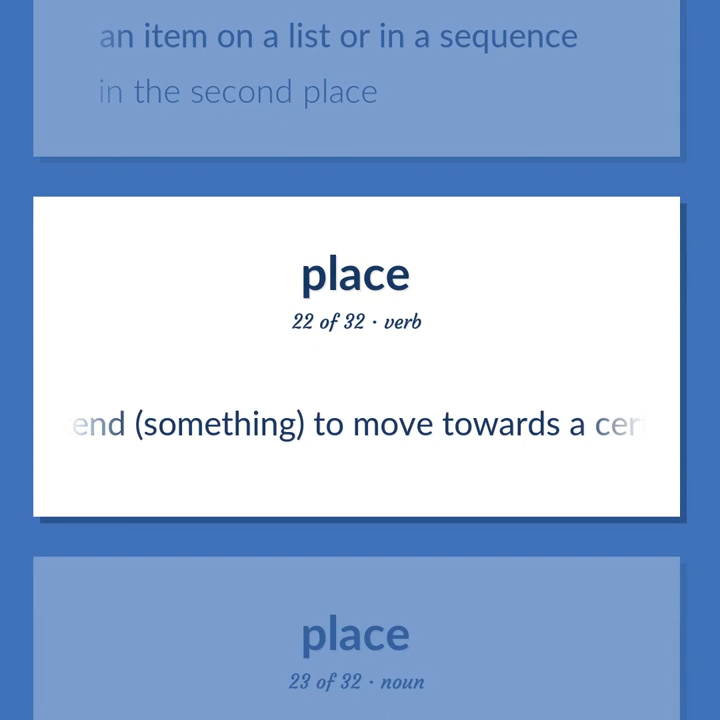 an item on a list or in a sequence
in the second place
place
22 of 32 · verb
end (something) to move towards a cer
place
23 of 32 · noun